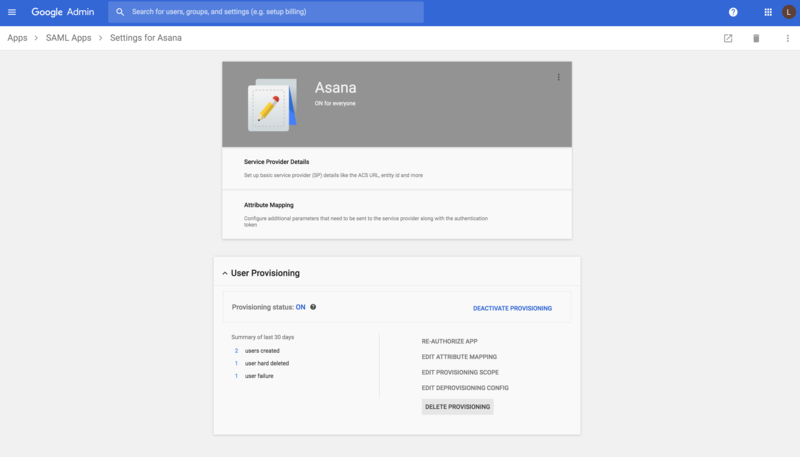 Google Admin
Search for users, groups, and settings (e.g. setup billing)
L
Apps > SAML Apps > Settings for Asana
Asana
ON for everyone
Service Provider Details
Set up basic service provider (SP) details like the ACS URL, entity id and more
Attribute Mapping
Configure additional parameters that need to be sent to the service provider along with the authentication
token
User Provisioning
Provisioning status: ON
DEACTIVATE PROVISIONING
Summary of last 30 days
2 users created
1 user hard deleted
1 user failure
RE-AUTHORIZE APP
EDIT ATTRIBUTE MAPPING
EDIT PROVISIONING SCOPE
EDIT DEPROVISIONING CONFIG
DELETE PROVISIONING